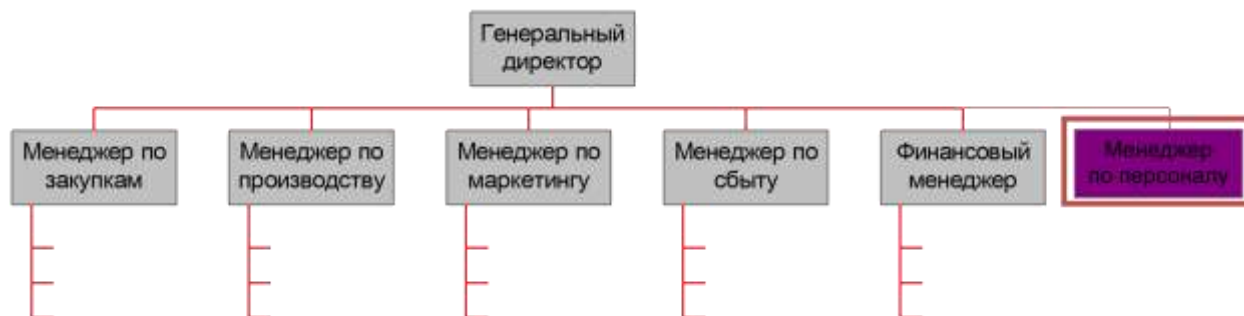 Генеральный
директор
Менеджер по
закупкам
Менеджер по
производству
Менеджер по
маркетингу
Менеджер по
сбыту
Финансовый
менеджер
Менеджер
по персоналу